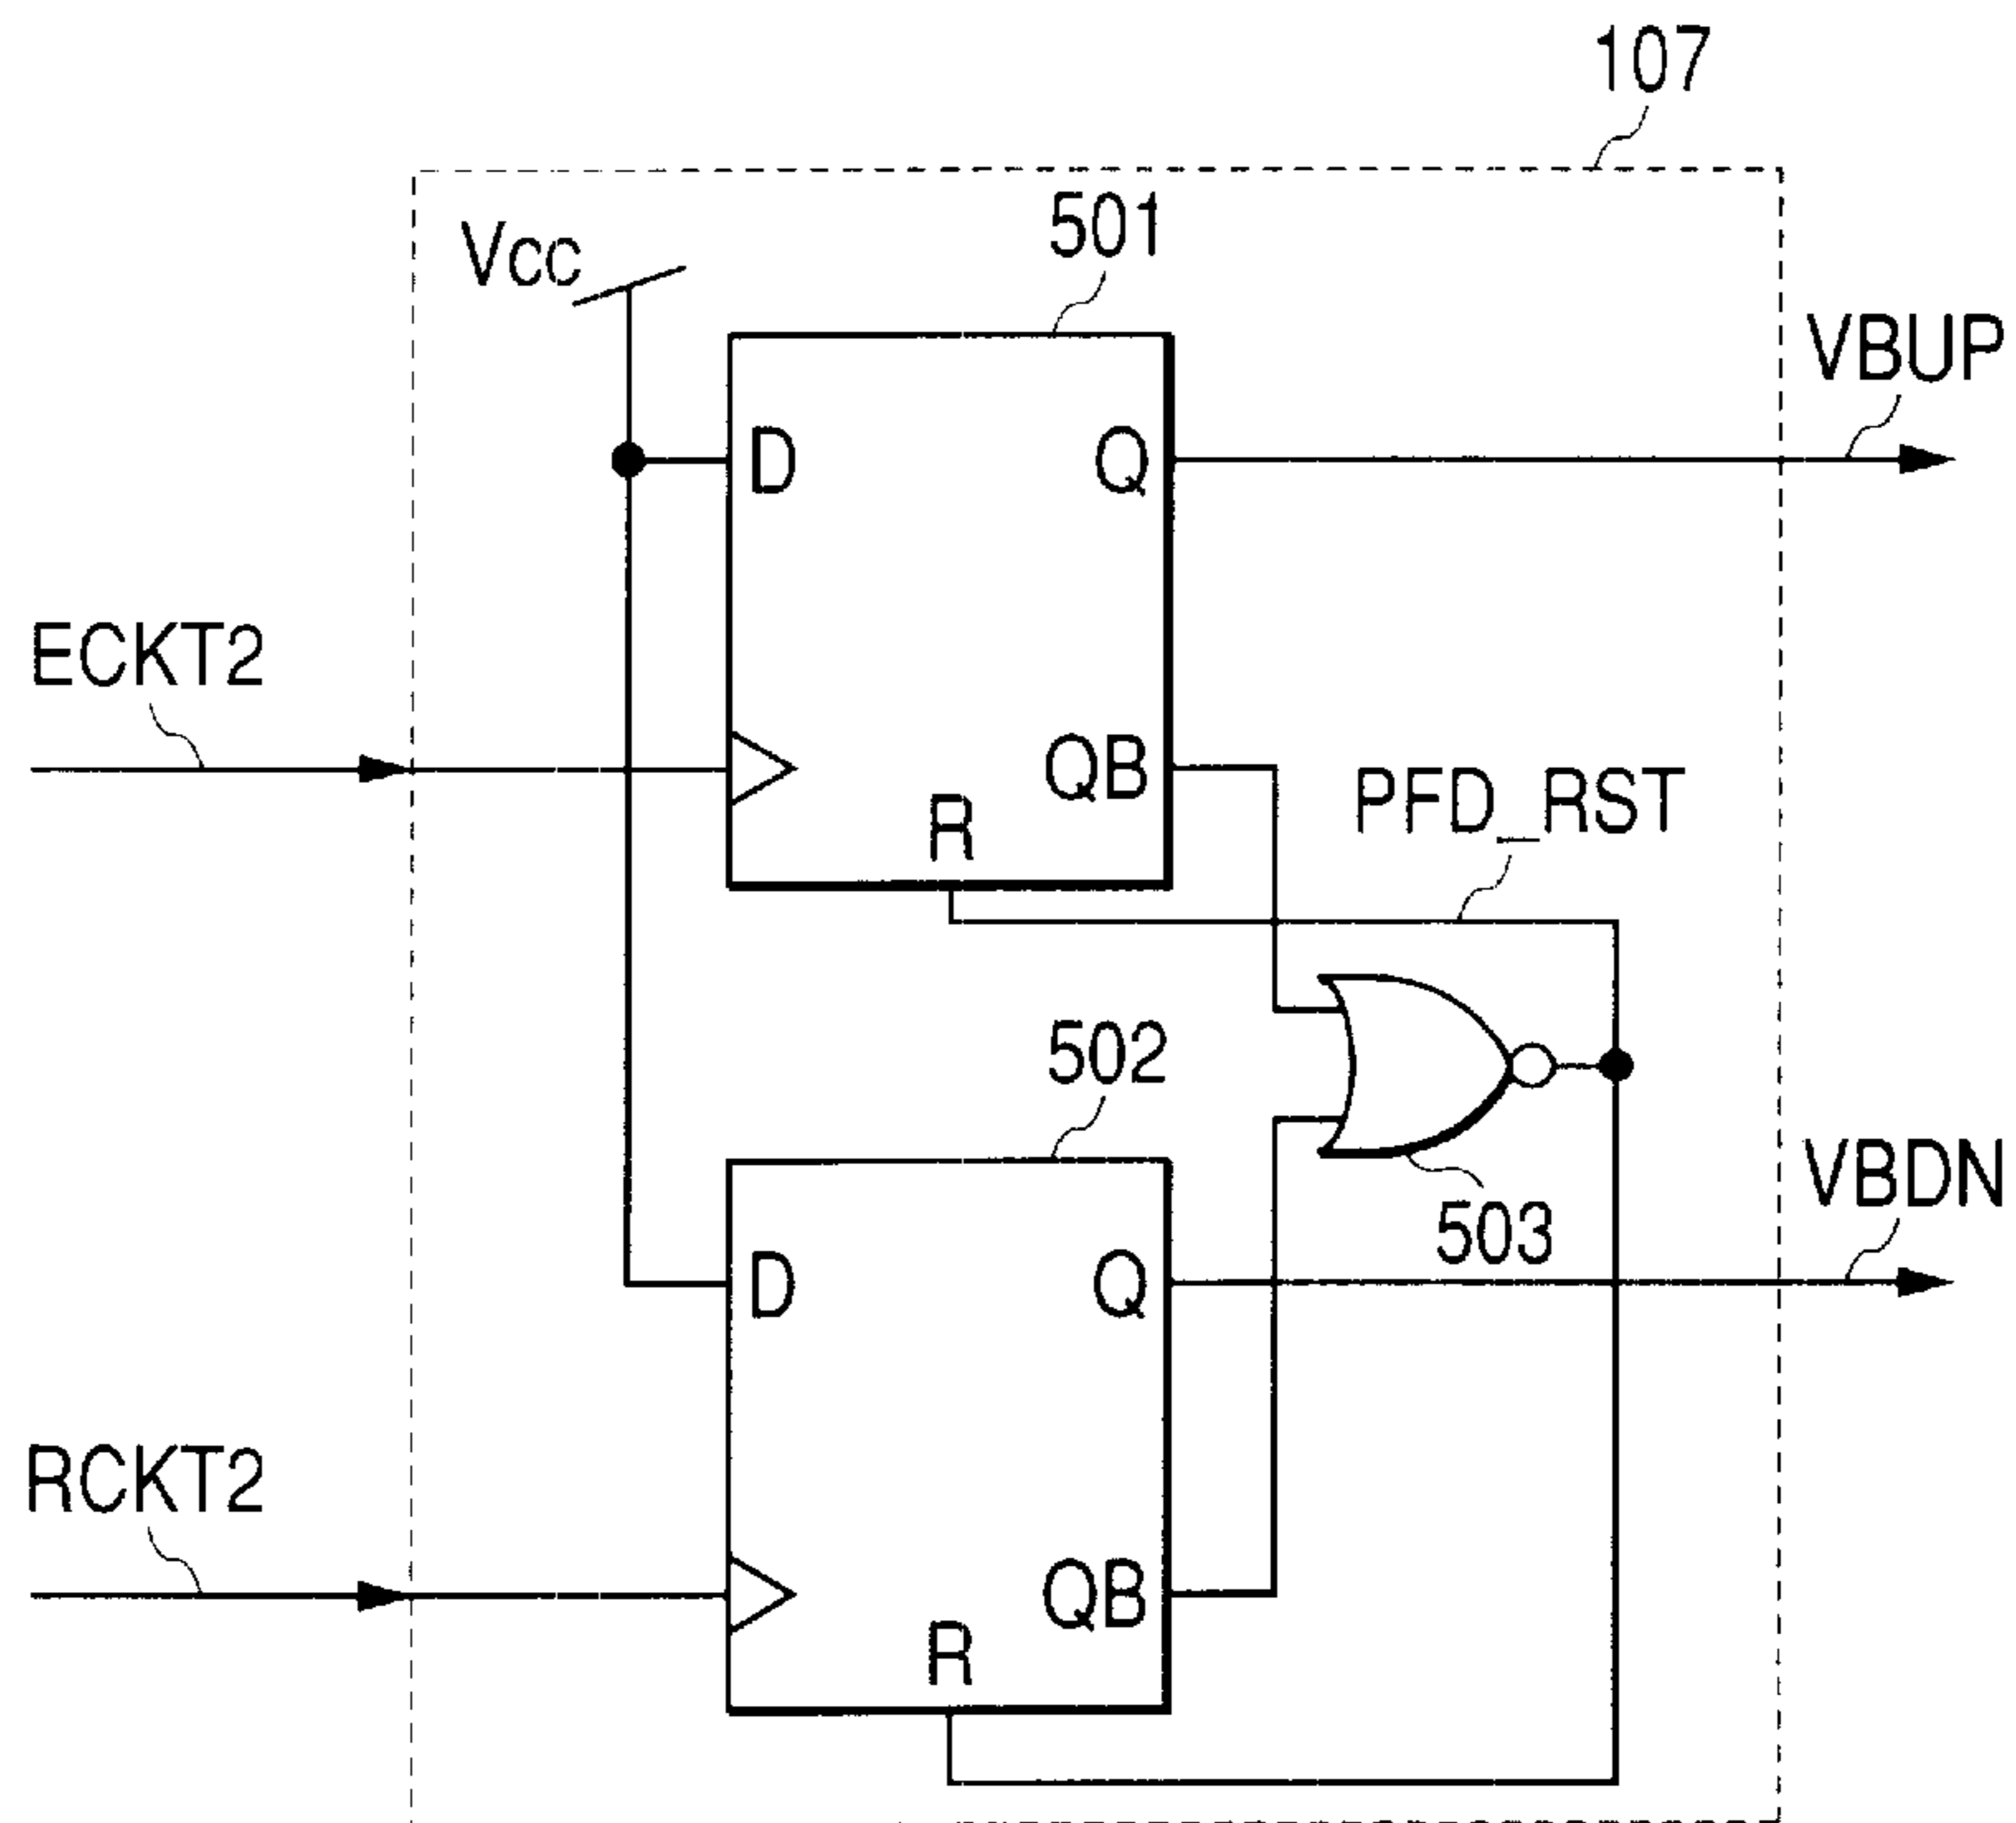 107
Vcc
501
VBUP
D
Q
ECKT2
QB
R
PFD_RST
502
503
VBDN
D
Q
RCKT2
QB
R